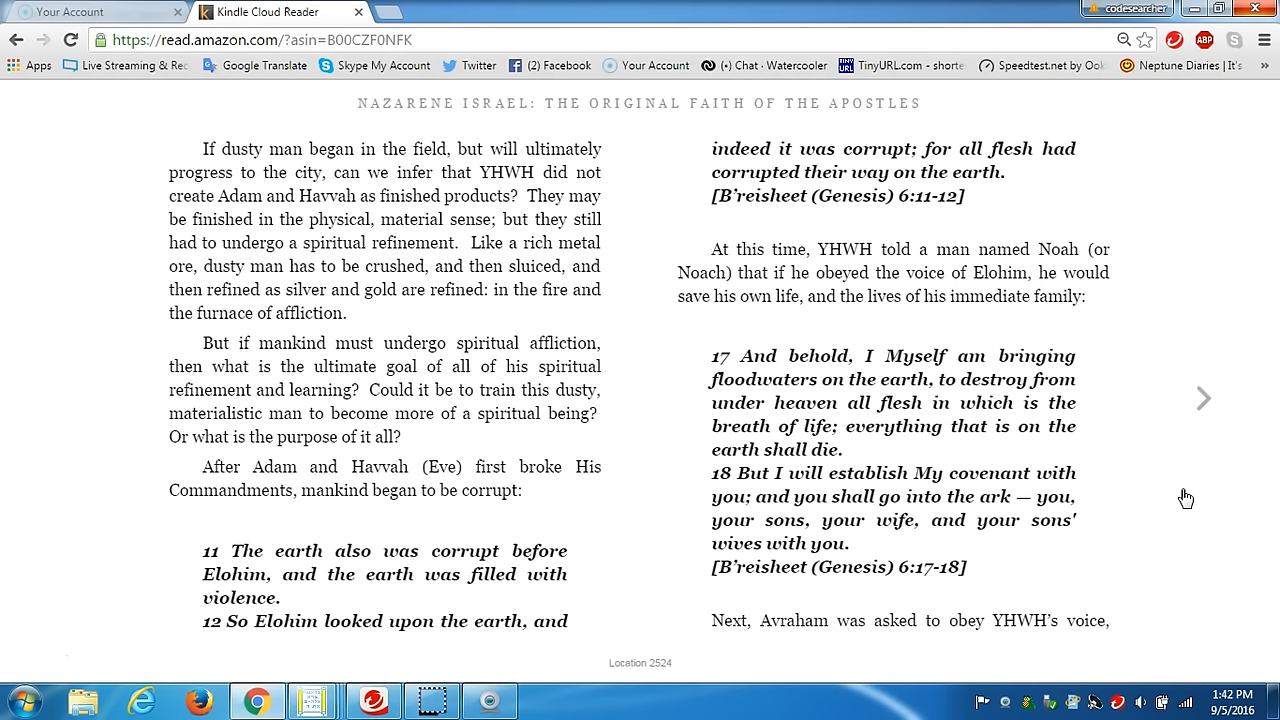 Your Account
Kindle Cloud Reader
codesearcher
https://read.amazon.com/?asin=B00CZF0NFK
Apps
Live Streaming & Rec
Google Translate
Skype My Account
Twitter
(2) Facebook
Your Account
(•) Chat · Watercooler
TinyURL.com - shorte
Speedtest.net by Ook
Neptune Diaries | It's
»
NAZARENE ISRAEL: THE ORIGINAL FAITH OF THE APOSTLES
If dusty man began in the field, but will ultimately
progress to the city, can we infer that YHWH did not
create Adam and Havvah as finished products? They may
be finished in the physical, material sense; but they still
had to undergo a spiritual refinement. Like a rich metal
ore, dusty man has to be crushed, and then sluiced, and
then refined as silver and gold are refined: in the fire and
the furnace of affliction.
But if mankind must undergo spiritual affliction,
then what is the ultimate goal of all of his spiritual
refinement and learning? Could it be to train this dusty,
materialistic man to become more of a spiritual being?
Or what is the purpose of it all?
After Adam and Havvah (Eve) first broke His
Commandments, mankind began to be corrupt:
11 The earth also was corrupt before
Elohim, and the earth was filled with
violence.
12 So Elohim looked upon the earth, and
indeed it was corrupt; for all flesh had
corrupted their way on the earth.
[B'reisheet (Genesis) 6:11-12]
At this time, YHWH told a man named Noah (or
Noach) that if he obeyed the voice of Elohim, he would
save his own life, and the lives of his immediate family:
17 And behold, I Myself am bringing
floodwaters on the earth, to destroy from
under heaven all flesh in which is the
breath of life; everything that is on the
earth shall die.
18 But I will establish My covenant with
you; and you shall go into the ark — you,
your sons, your wife, and your sons'
wives with you.
[B'reisheet (Genesis) 6:17-18]
Next, Avraham was asked to obey YHWH's voice,
Location 2524
1:42 PM
9/5/2016